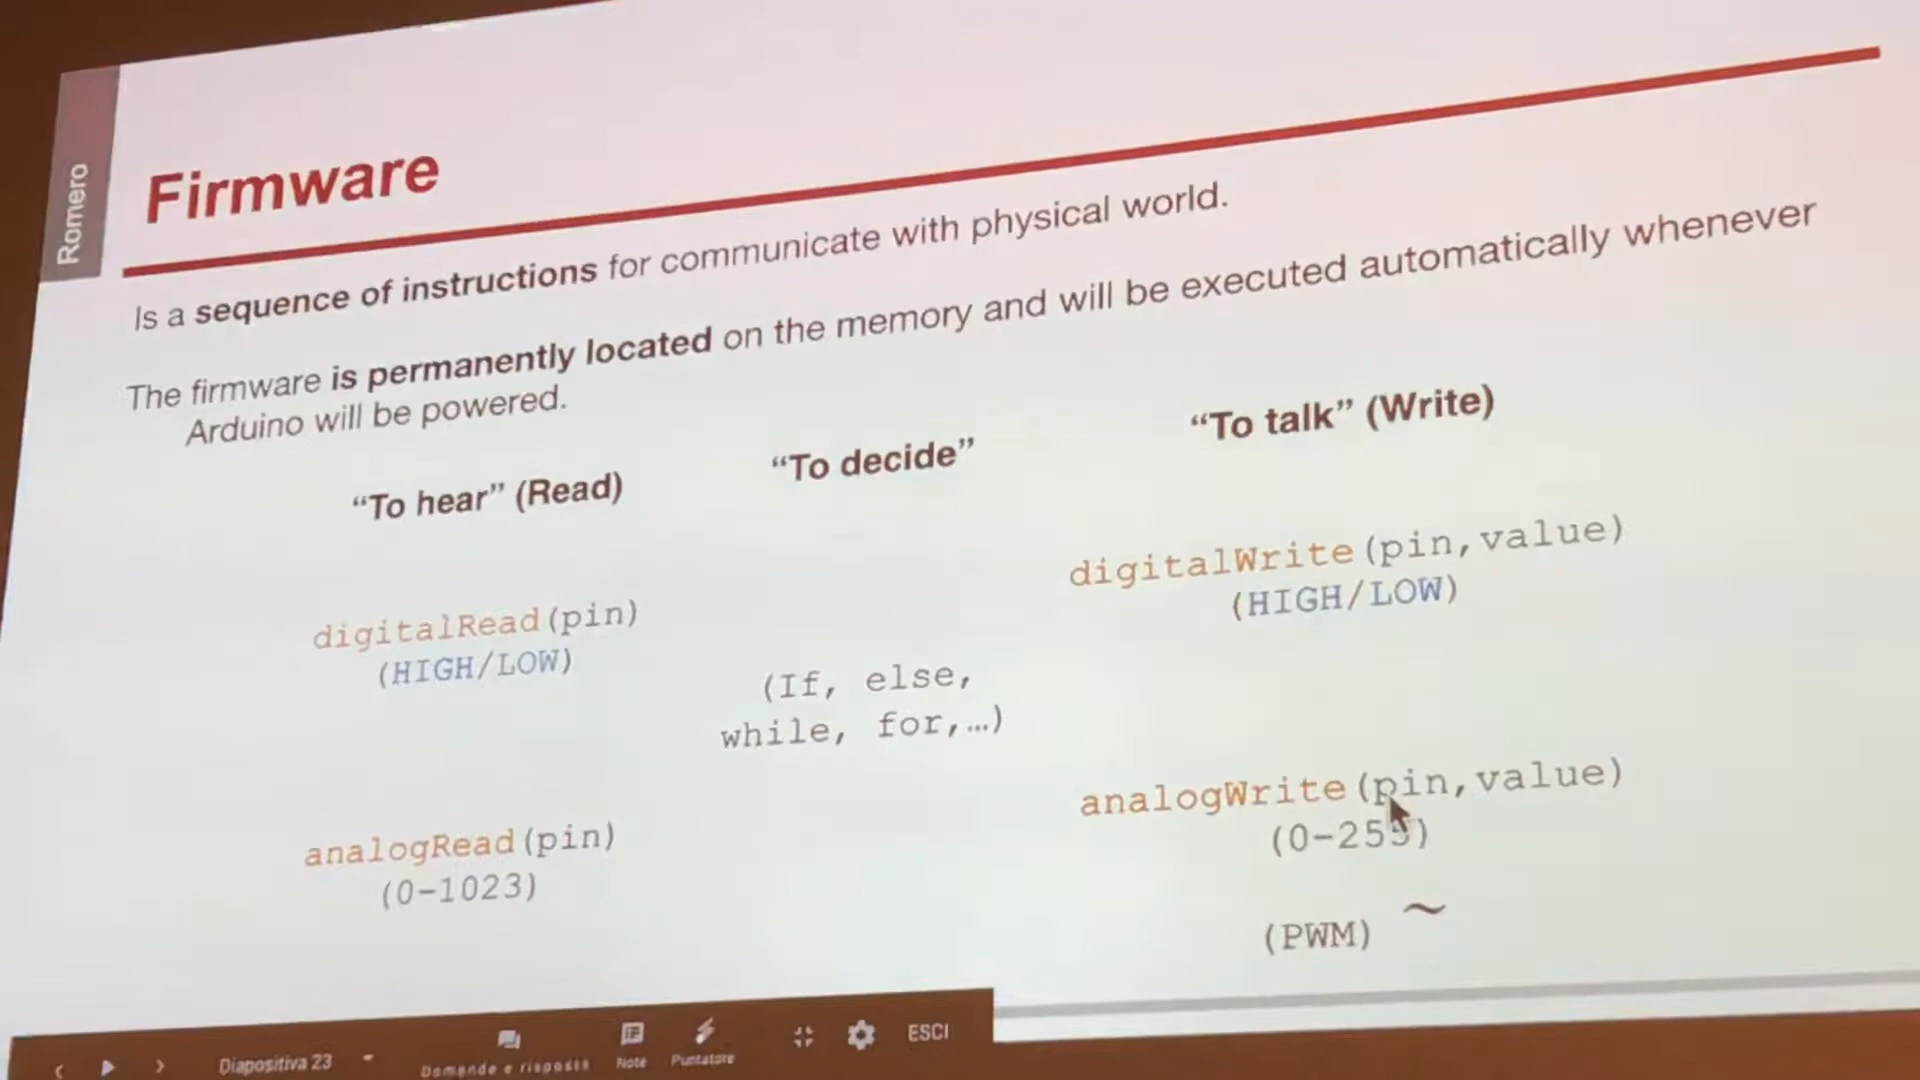 Romero
Firmware
Is a sequence of instructions for communicate with physical world.
The firmware is permanently located on the memory and will be executed automatically whenever
Arduino will be powered.
“To hear” (Read)
“To decide”
“To talk” (Write)
digitalRead(pin)
(HIGH/LOW)
analogRead(pin)
(0-1023)
(If, else,
while, for,…)
digitalWrite(pin,value)
(HIGH/LOW)
analogWrite(pin,value)
(0-255)
(PWM) ~
Diapositiva 23
Domande e risposte
Note
Puntatore
ESCI